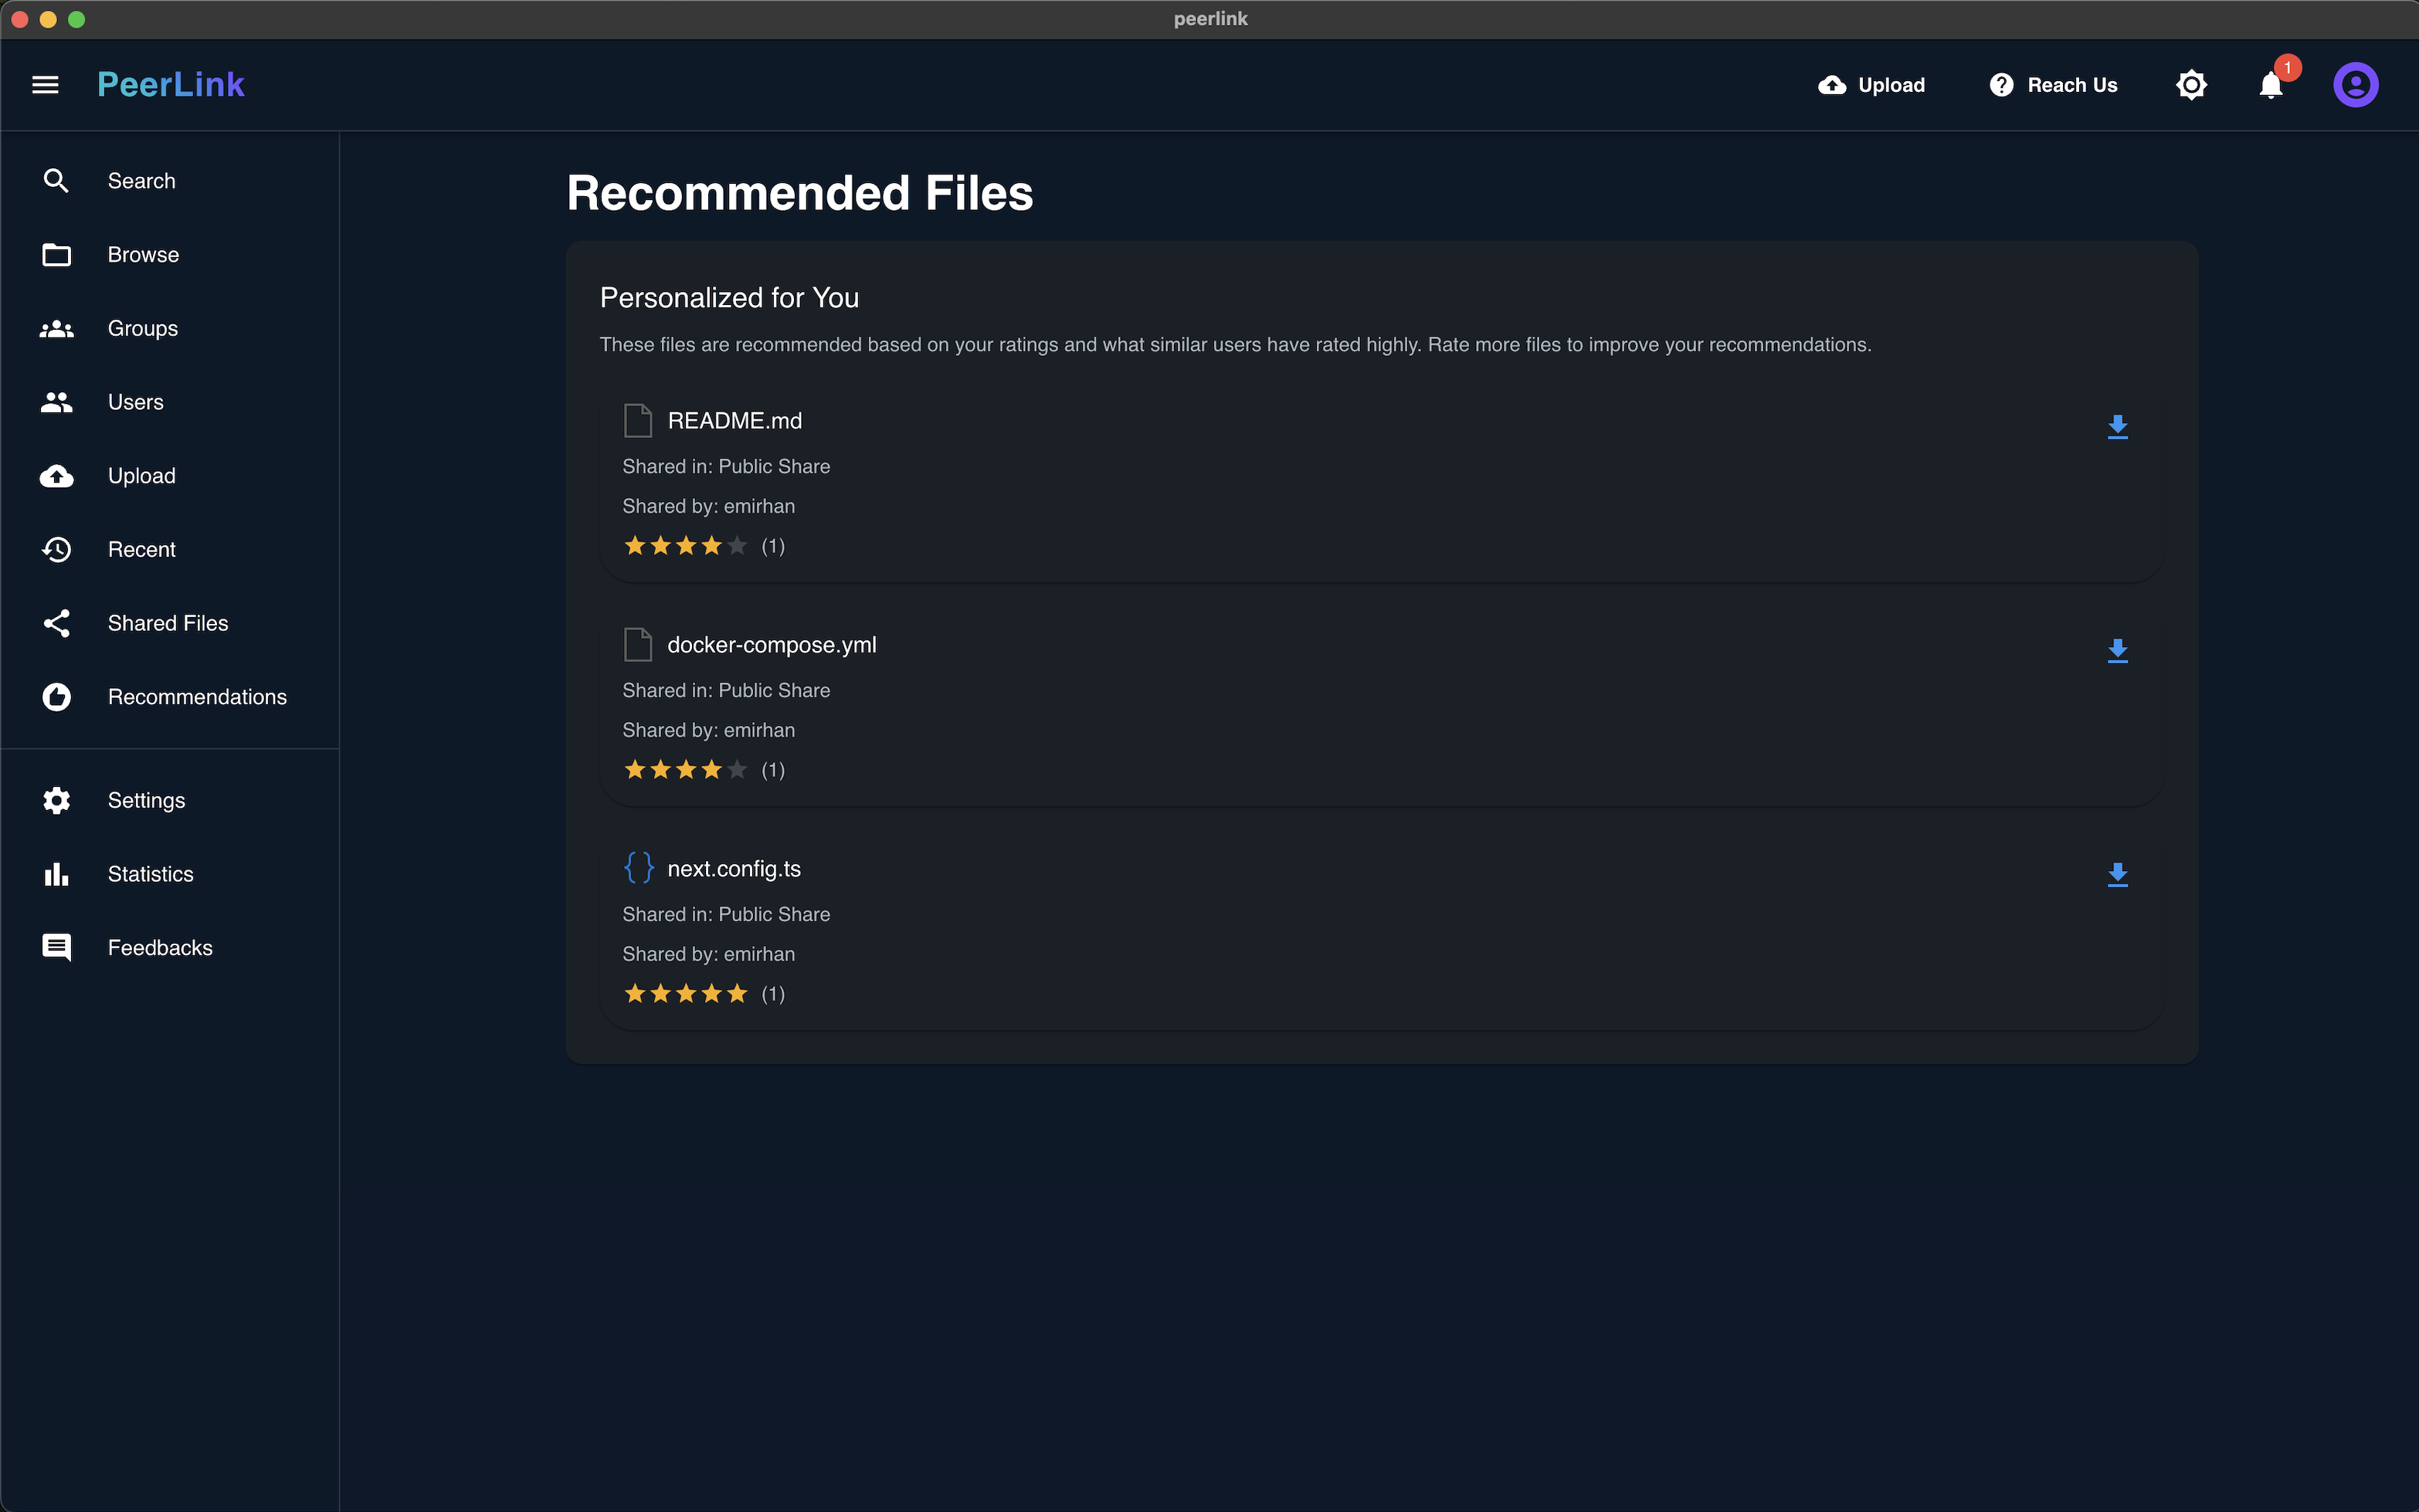 peerlink
PeerLink
Upload
Reach Us
1
Search
Browse
Groups
Users
Upload
Recent
Shared Files
Recommendations
Settings
Statistics
Feedbacks
Recommended Files
Personalized for You
These files are recommended based on your ratings and what similar users have rated highly. Rate more files to improve your recommendations.
README.md
Shared in: Public Share
Shared by: emirhan
(1)
docker-compose.yml
Shared in: Public Share
Shared by: emirhan
(1)
next.config.ts
Shared in: Public Share
Shared by: emirhan
(1)